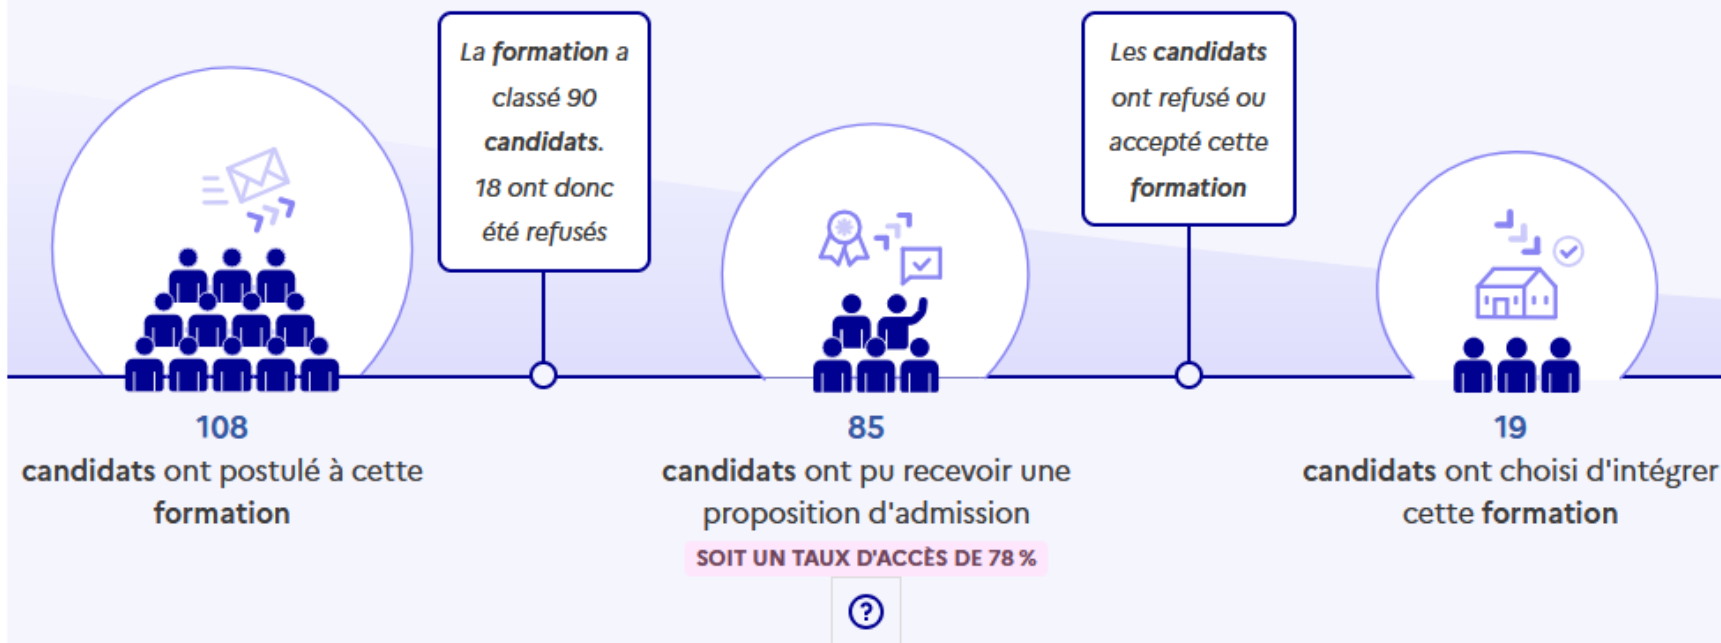 La formation a
classé 90
candidats.
18 ont donc
été refusés
Les candidats
ont refusé ou
accepté cette
formation
108
candidats ont postulé à cette
formation
85
candidats ont pu recevoir une
proposition d'admission
SOIT UN TAUX D'ACCÈS DE 78 %
?
19
candidats ont choisi d'intégrer
cette formation